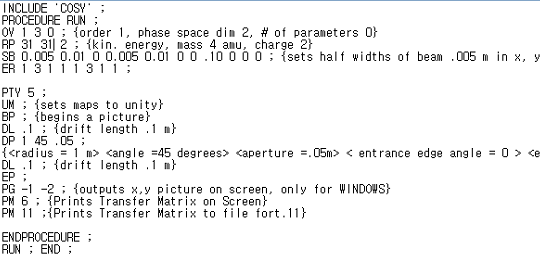 INCLUDE 'COSY' ;
PROCEDURE RUN ;
OV 1 3 0 ; {order 1, phase space dim 2, # of parameters 0}
RP 31 31 2 ; {kin. energy, mass 4 amu, charge 2}
SB 0.005 0.01 0 0.005 0.01 0 0 .10 0 0 0 ; {sets half widths of beam .005 m in x, y
ER 1 3 1 1 1 3 1 1 ;
PTY 5 ;
UM ; {sets maps to unity}
BP ; {begins a picture}
DL .1 ; {drift length .1 m}
DP 1 45 .05 ;
{<radius = 1 m> <angle =45 degrees> <aperture =.05m> < entrance edge angle = 0 > <e
DL .1 ; {drift length .1 m}
EP ;
PG -1 -2 ; {outputs x,y picture on screen, only for WINDOWS}
PM 6 ; {Prints Transfer Matrix on Screen}
PM 11 ;{Prints Transfer Matrix to file fort.11}
ENDPROCEDURE ;
RUN ; END ;